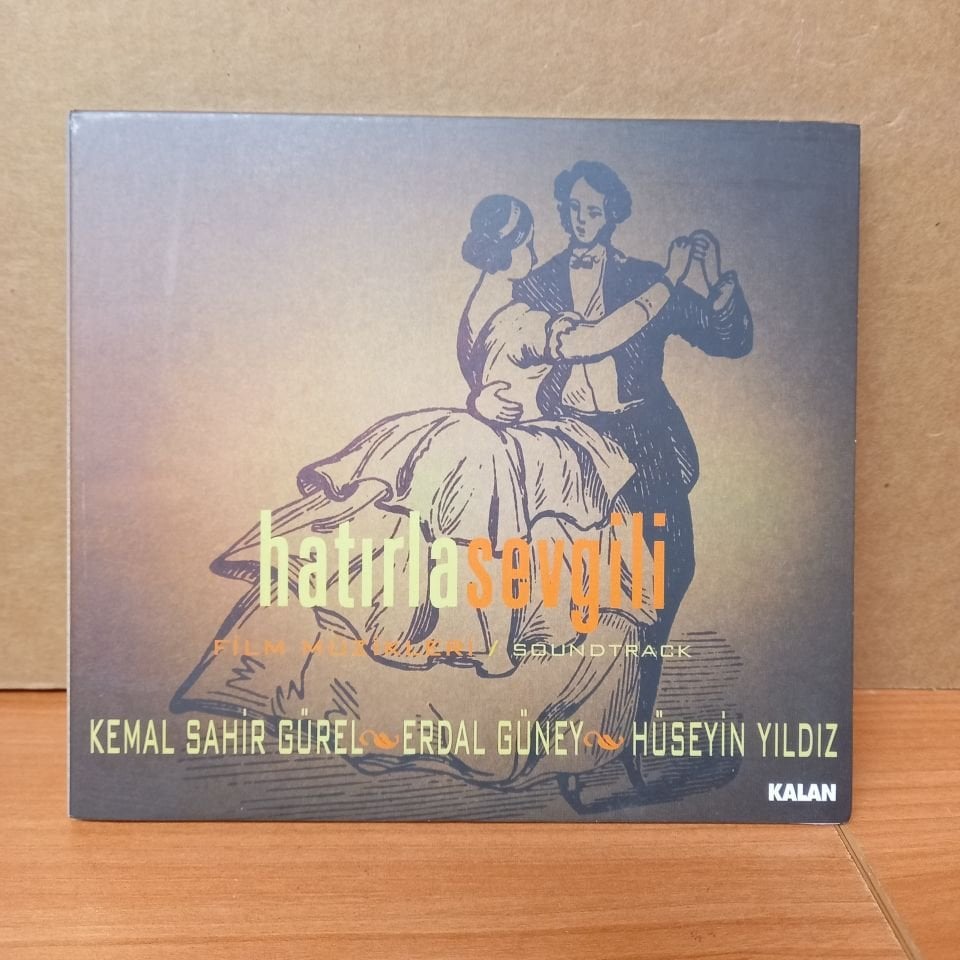 hatırlasevgili
FİLM MÜZİKLERİ / SOUNDTRACK
KEMAL SAHİR GÜREL ERDAL GÜNEY HÜSEYİN YILDIZ
KALAN